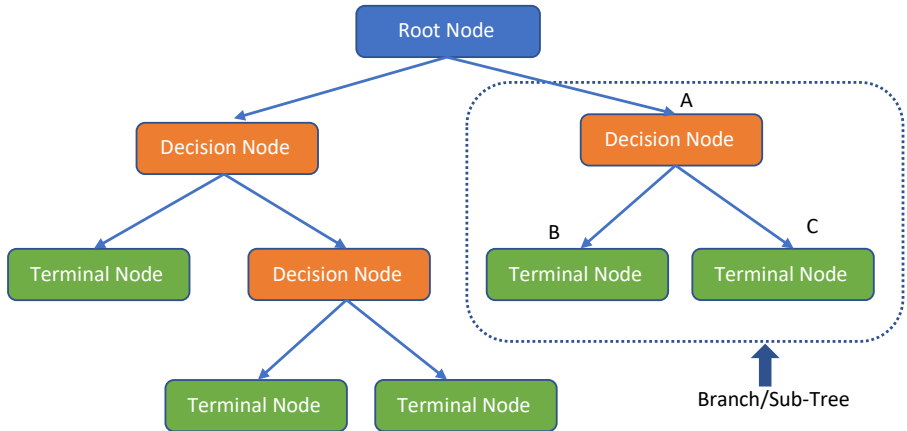 Root Node
A
Decision Node
Decision Node
B
C
Terminal Node
Decision Node
Terminal Node
Terminal Node
Terminal Node
Terminal Node
Branch/Sub-Tree